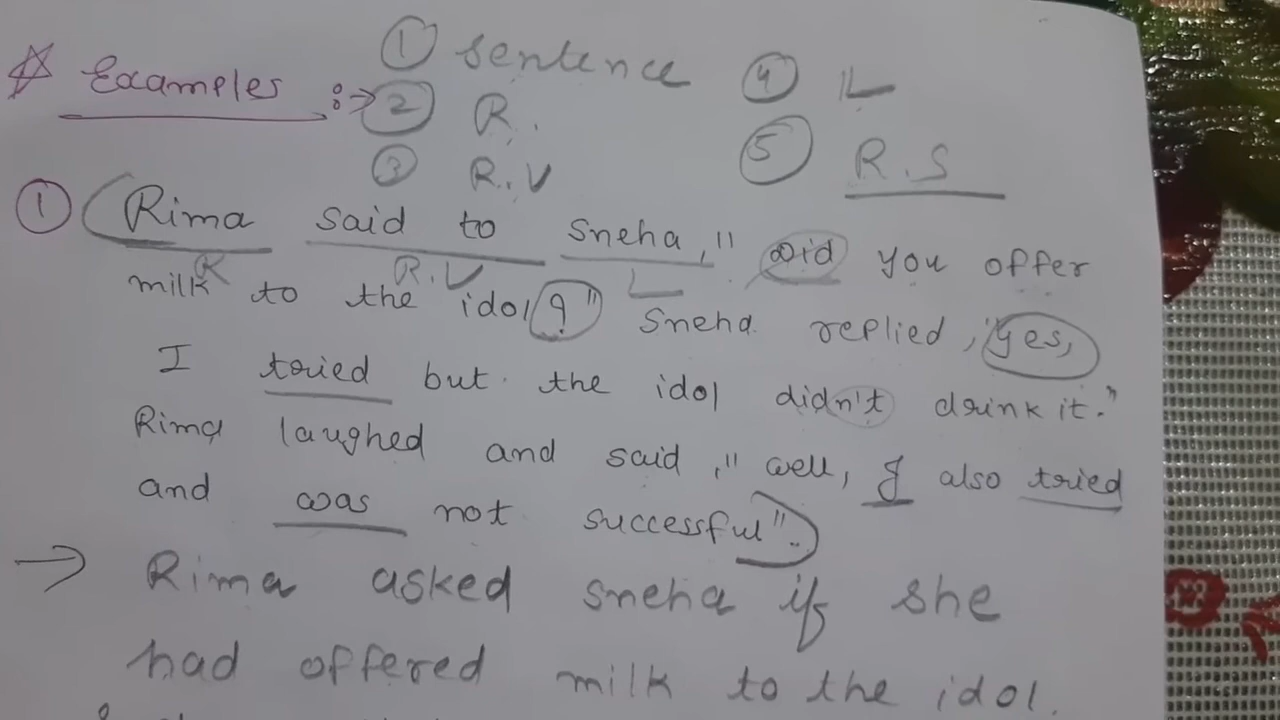 ☆ Examples :→
① sentence
② R.
③ R.V
④ L
⑤ R.S
① Rima said to Sneha," Did you offer
R R.V L
milk to the idol?" Sneha replied, "yes,
I tried but the idol didn't drink it."
Rima laughed and said ," well, I also tried
and was not successful".
→ Rima asked Sneha if she
had offered milk to the idol.